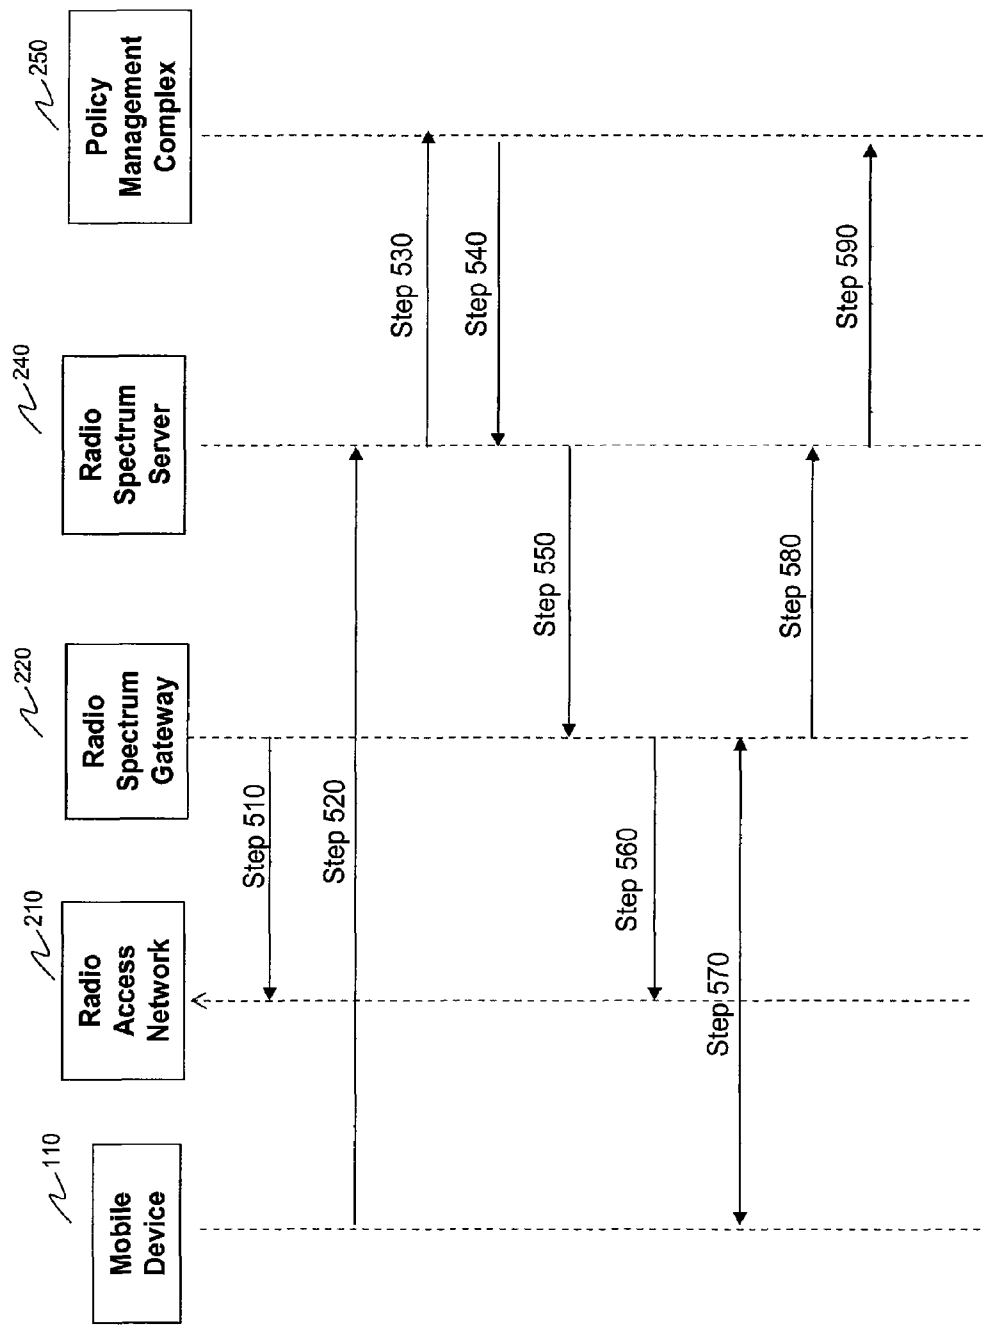 110
Mobile
Device
210
Radio
Access
Network
220
Radio
Spectrum
Gateway
240
Radio
Spectrum
Server
250
Policy
Management
Complex
Step 510
Step 520
Step 530
Step 540
Step 550
Step 560
Step 570
Step 580
Step 590